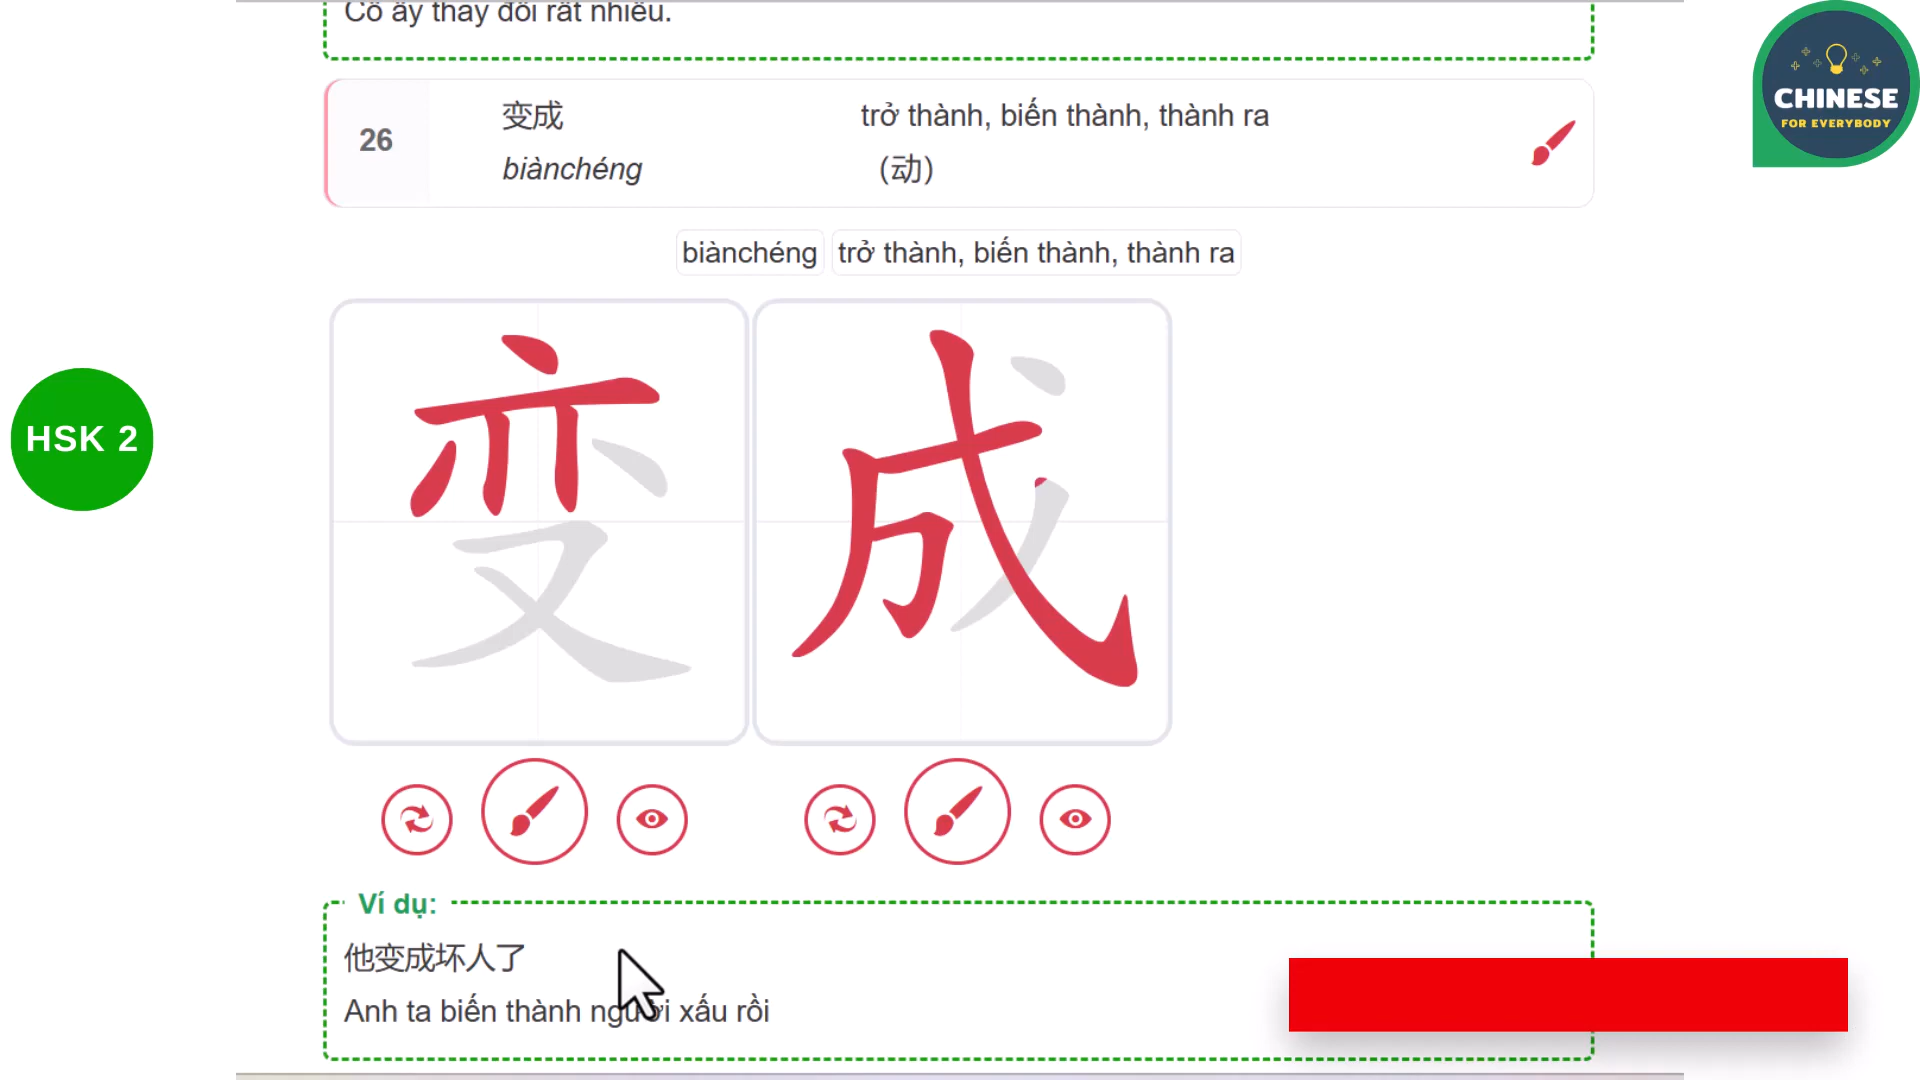 Cô ấy thay đổi rất nhiều.
26
变成
trở thành, biến thành, thành ra
biànchéng
(动)
biànchéng
trở thành, biến thành, thành ra
变成
Ví dụ:
他变成坏人了
Anh ta biến thành người xấu rồi
HSK 2
CHINESE
FOR EVERYBODY